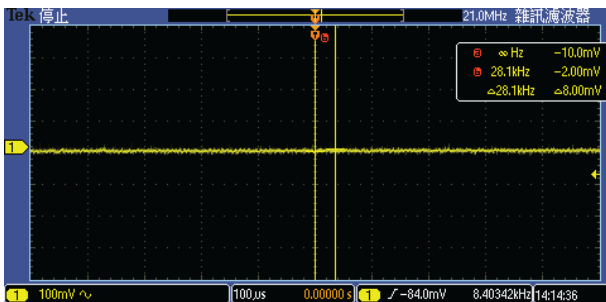 Tek 停止 21.0MHz 雜訊濾波器
a ∞ Hz −10.0mV
b 28.1kHz −2.00mV
△28.1kHz △8.00mV
1
1 100mV 100µs 0.00000 s 1 −84.0mV 8.40342kHz 14:14:36